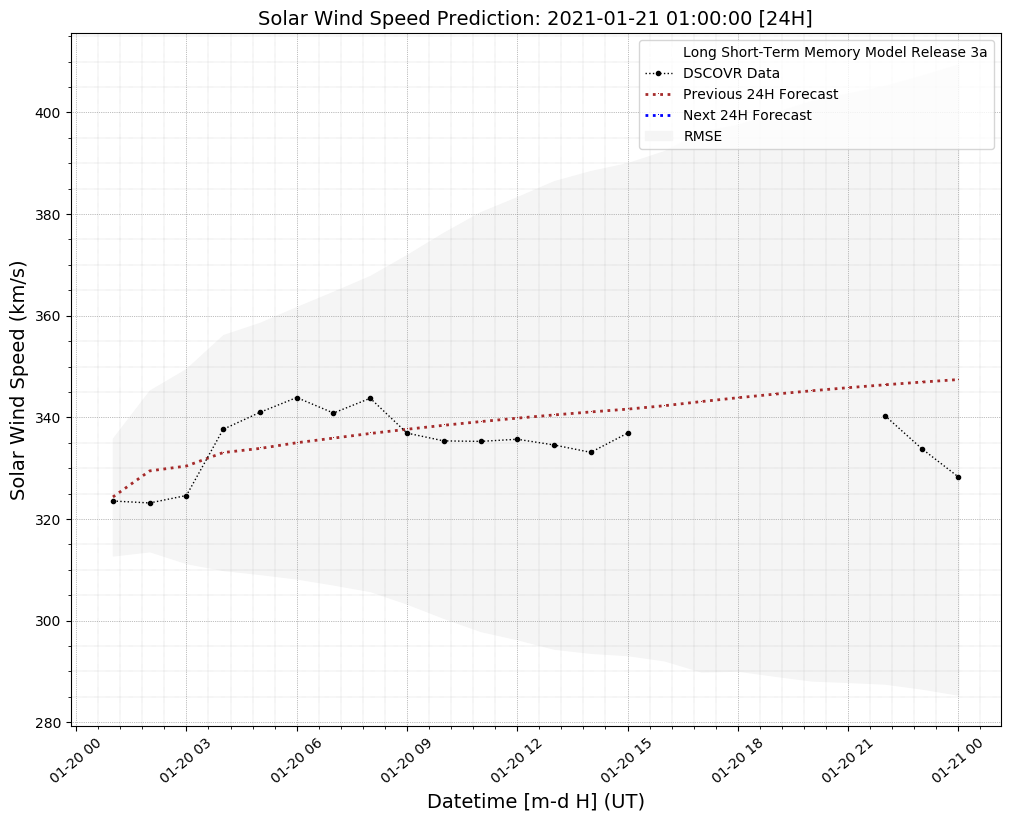 Solar Wind Speed Prediction: 2021-01-21 01:00:00 [24H]
Long Short-Term Memory Model Release 3a
DSCOVR Data
Previous 24H Forecast
Next 24H Forecast
RMSE
Solar Wind Speed (km/s)
400
380
360
340
320
300
280
01-20 00
01-20 03
01-20 06
01-20 09
01-20 12
01-20 15
01-20 18
01-20 21
01-21 00
Datetime [m-d H] (UT)